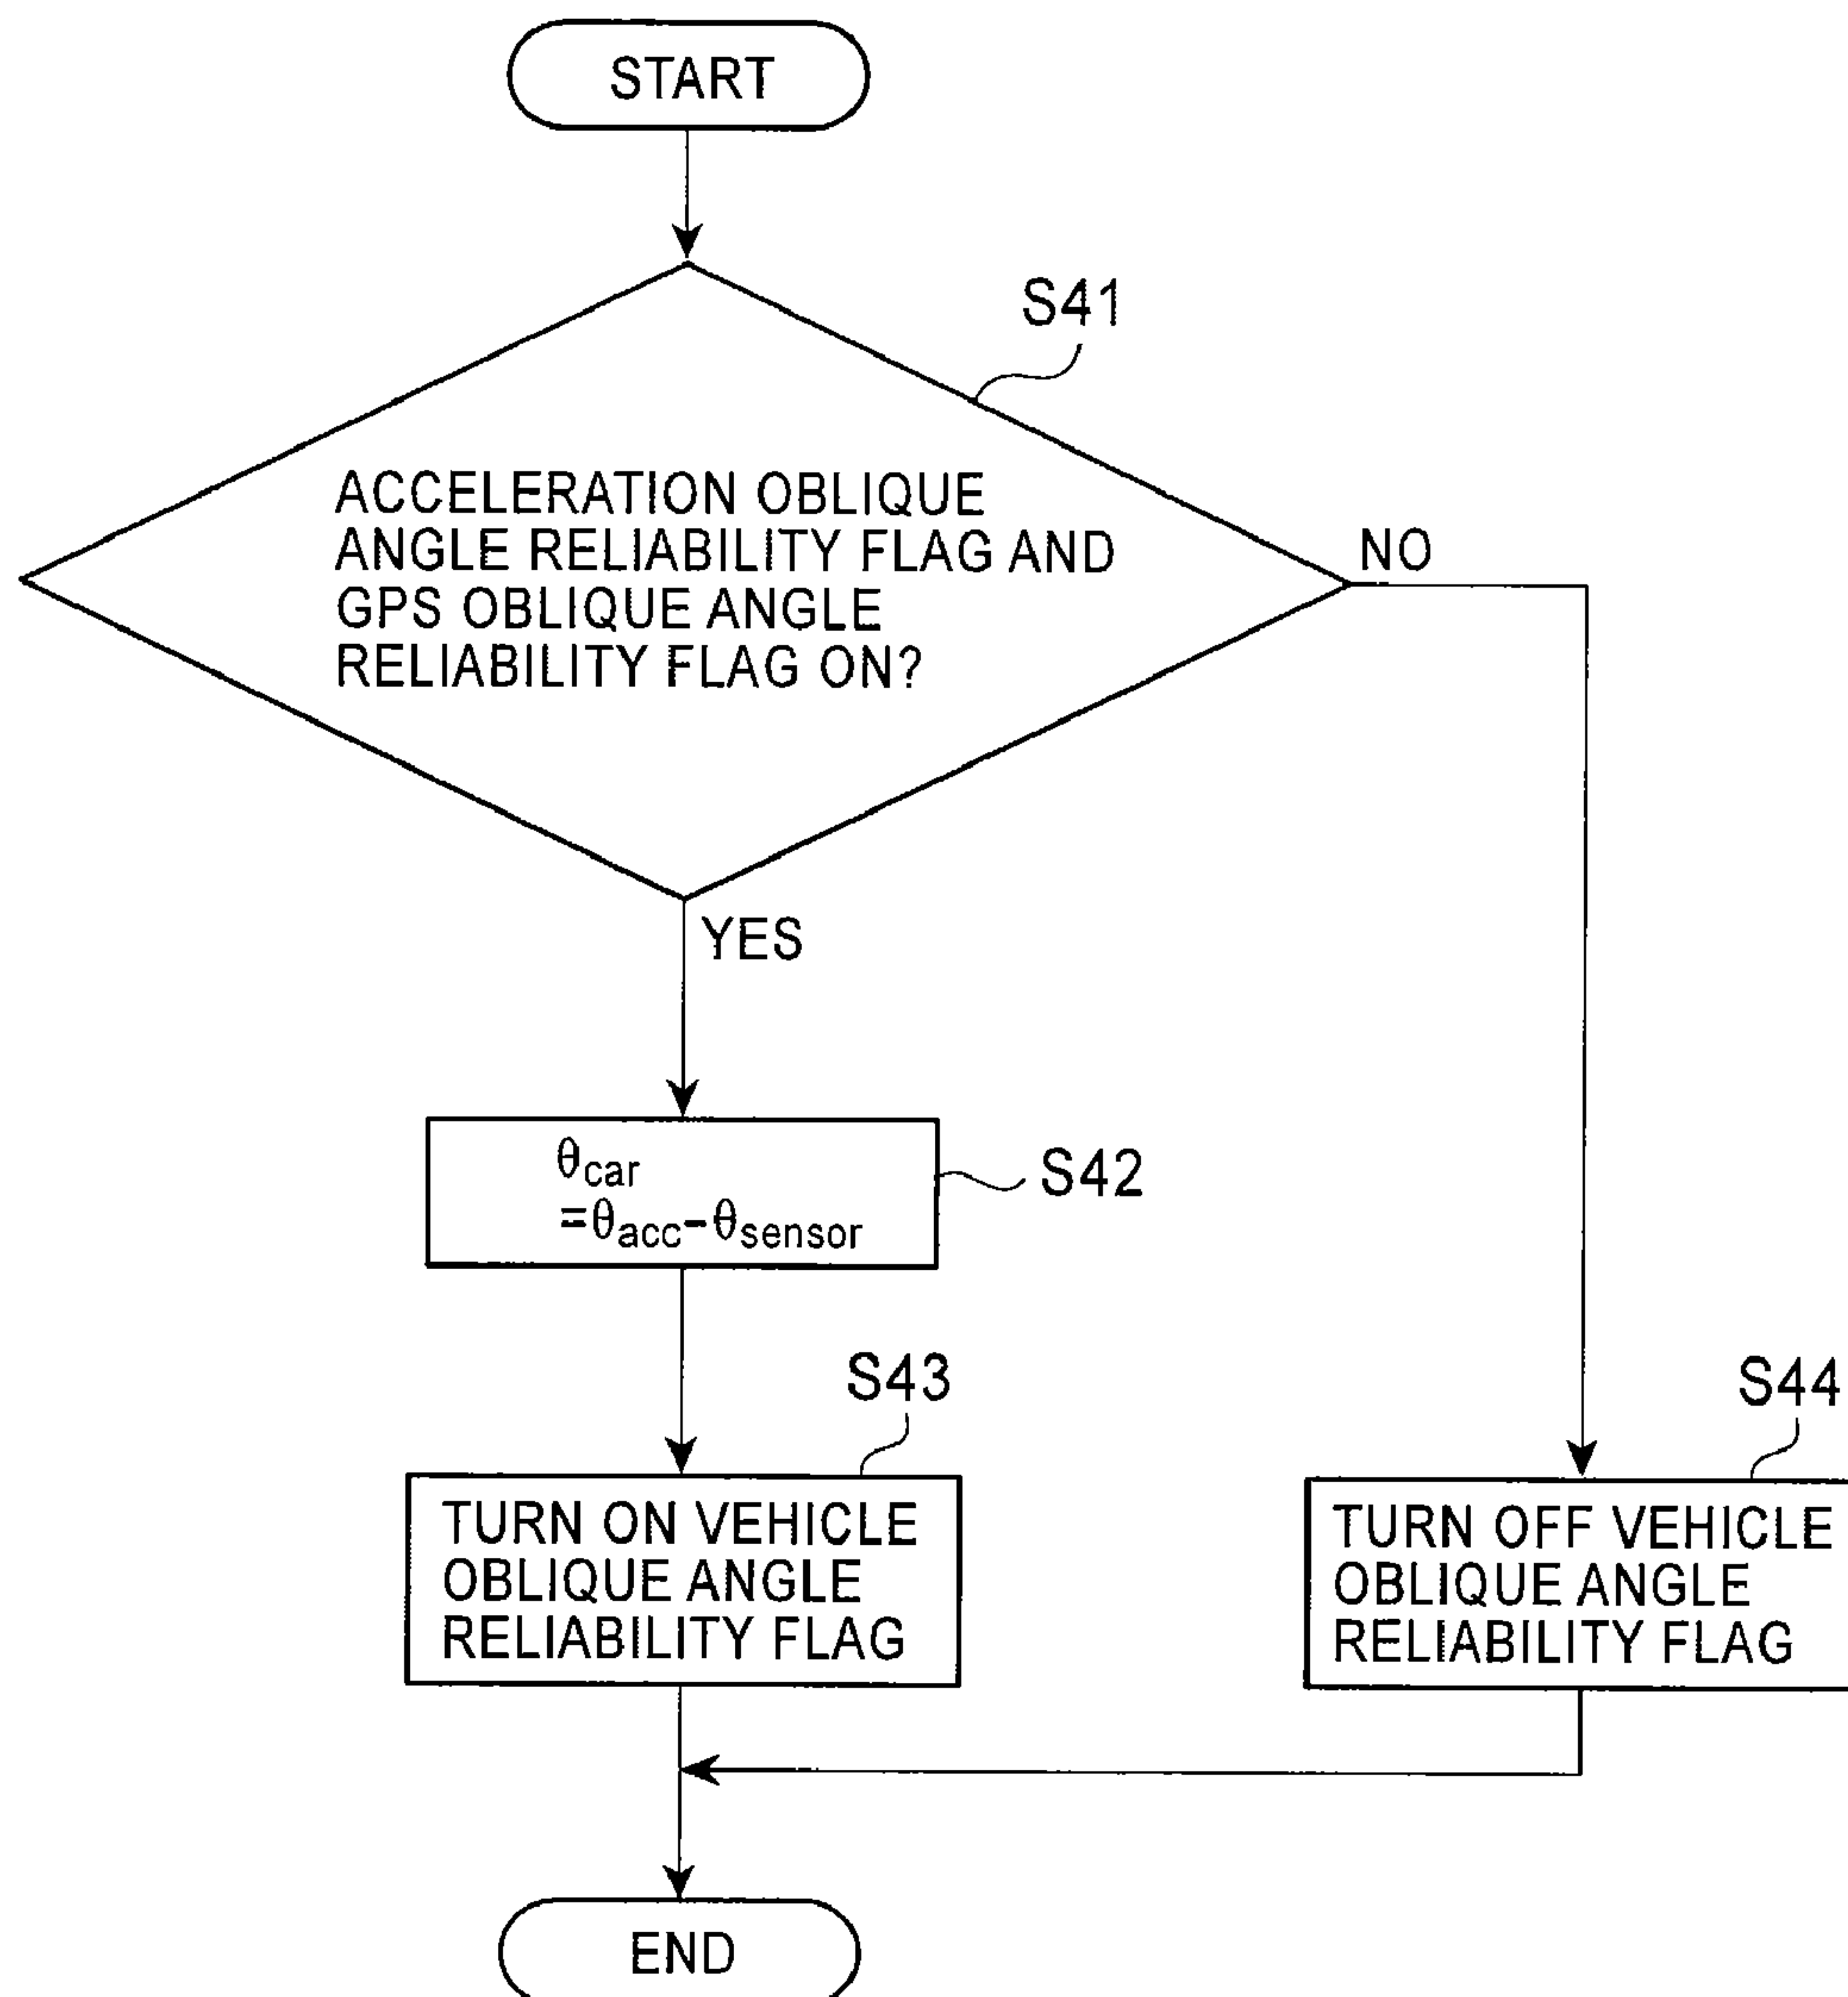 START
S41
ACCELERATION OBLIQUE
ANGLE RELIABILITY FLAG AND
GPS OBLIQUE ANGLE
RELIABILITY FLAG ON?
NO
YES
θcar
=θacc-θsensor
S42
S43
TURN ON VEHICLE
OBLIQUE ANGLE
RELIABILITY FLAG
S44
TURN OFF VEHICLE
OBLIQUE ANGLE
RELIABILITY FLAG
END